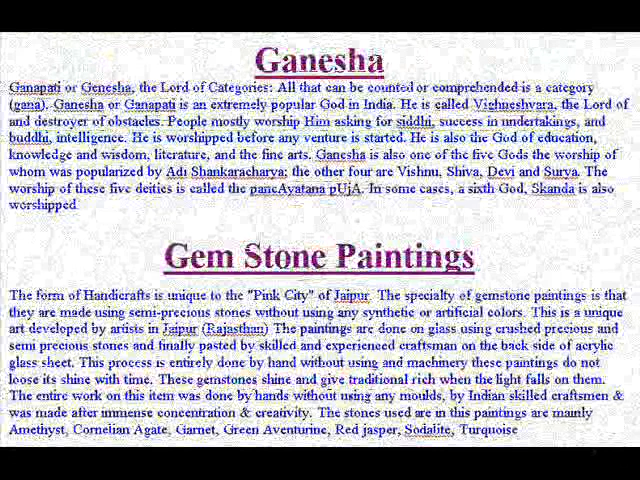 Ganesha
Ganapati or Genesha, the Lord of Categories: All that can be counted or comprehended is a category
(gana). Ganesha or Ganapati is an extremely popular God in India. He is called Vighneshvara, the Lord of
and destroyer of obstacles. People mostly worship Him asking for siddhi, success in undertakings, and
buddhi, intelligence. He is worshipped before any venture is started. He is also the God of education,
knowledge and wisdom, literature, and the fine arts. Ganesha is also one of the five Gods the worship of
whom was popularized by Adi Shankaracharya; the other four are Vishnu, Shiva, Devi and Surya. The
worship of these five deities is called the pancAyatana pUjA. In some cases, a sixth God, Skanda is also
worshipped.
Gem Stone Paintings
The form of Handicrafts is unique to the "Pink City" of Jaipur. The specialty of gemstone paintings is that
they are made using semi-precious stones without using any synthetic or artificial colors. This is a unique
art developed by artists in Jaipur (Rajasthan) The paintings are done on glass using crushed precious and
semi precious stones and finally pasted by skilled and experienced craftsman on the back side of acrylic
glass sheet. This process is entirely done by hand without using and machinery these paintings do not
loose its shine with time. These gemstones shine and give traditional rich when the light falls on them.
The entire work on this item was done by hands without using any moulds, by Indian skilled craftsmen &
was made after immense concentration & creativity. The stones used are in this paintings are mainly
Amethyst, Cornelian Agate, Garnet, Green Aventurine, Red jasper, Sodalite, Turquoise